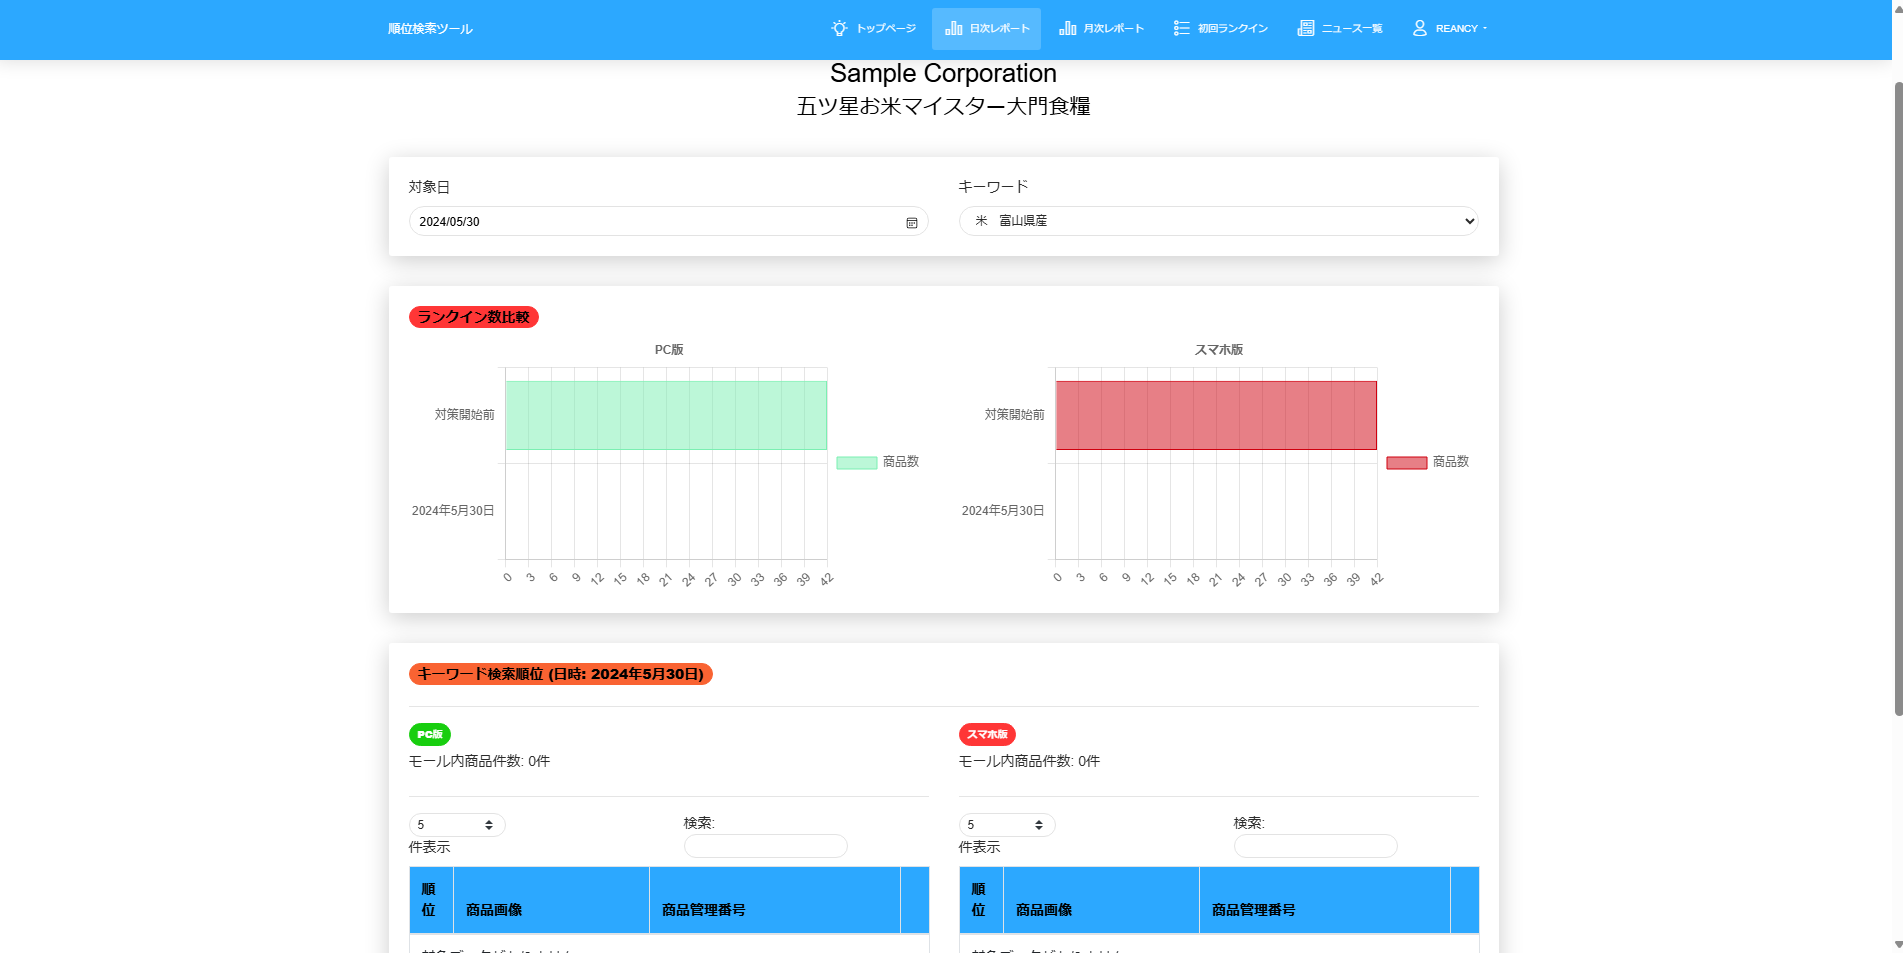 順位検索ツール
トップページ
日次レポート
月次レポート
初回ランクイン
ニュース一覧
REANCY
Sample Corporation
五ツ星お米マイスター大門食糧
対象日
キーワード
2024/05/30
米　富山県産
ランクイン数比較
PC版
対策開始前
2024年5月30日
商品数
0 3 6 9 12 15 18 21 24 27 30 33 36 39 42
スマホ版
対策開始前
2024年5月30日
商品数
0 3 6 9 12 15 18 21 24 27 30 33 36 39 42
キーワード検索順位 (日時: 2024年5月30日)
PC版
モール内商品件数: 0件
5
件表示
検索:
順位
商品画像
商品管理番号
スマホ版
モール内商品件数: 0件
5
件表示
検索:
順位
商品画像
商品管理番号